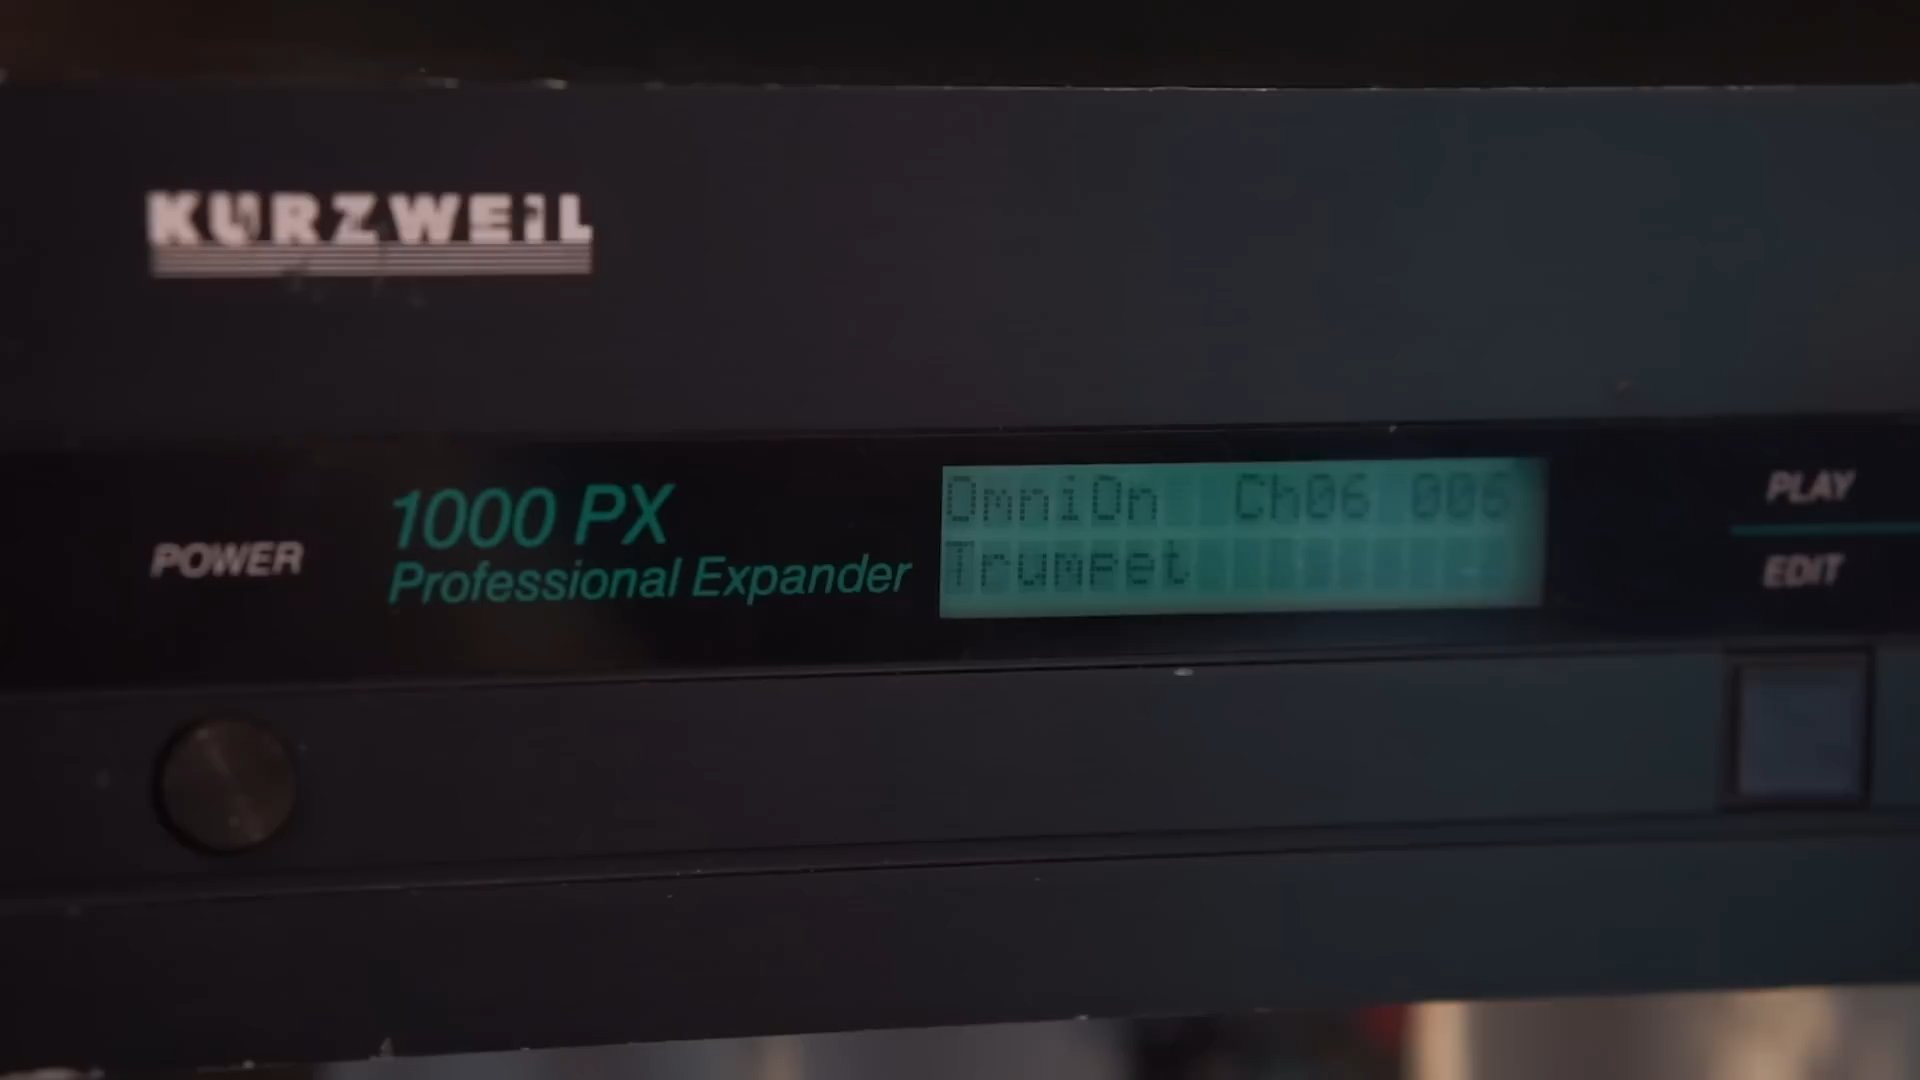 KURZWEIL
1000 PX
Professional Expander
POWER
OmniOn Ch06 006
Trumpet
PLAY
EDIT